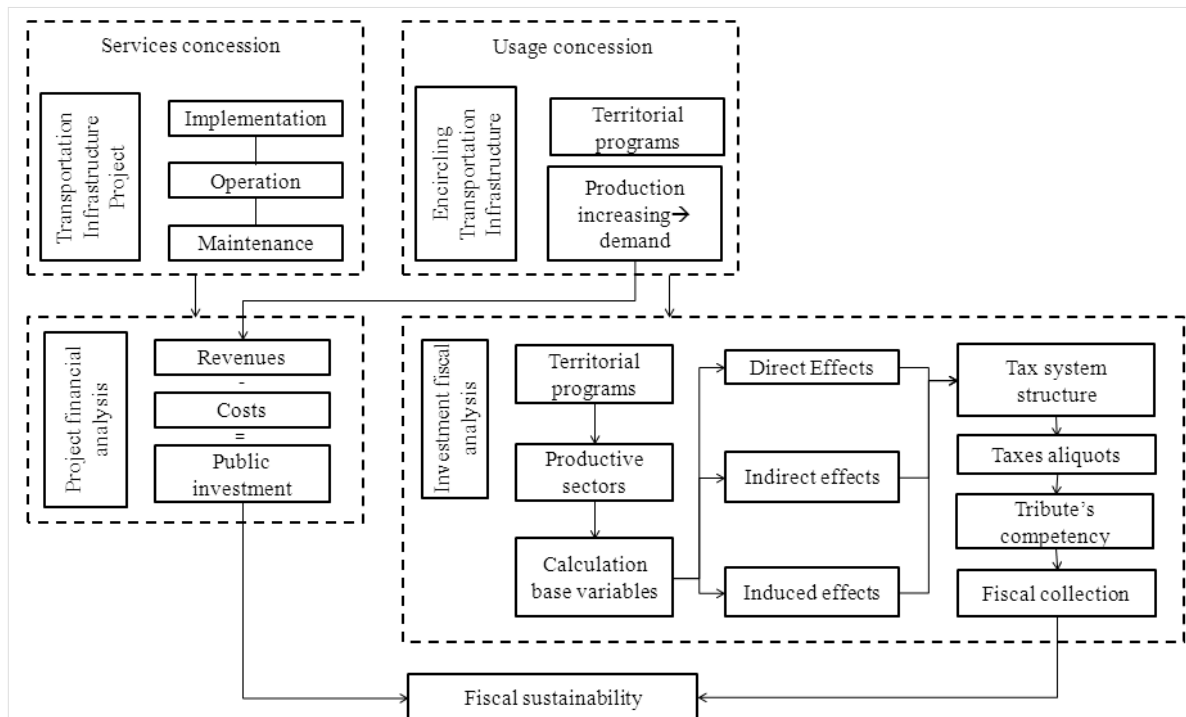 Services concession
Transportation
Infrastructure
Project
Implementation
Operation
Maintenance
Usage concession
Encircling
Transportation
Infrastructure
Territorial
programs
Production
increasing→
demand
Project financial
analysis
Revenues
-
Costs
=
Public
investment
Investment fiscal
analysis
Territorial
programs
Productive
sectors
Calculation
base variables
Direct Effects
Indirect effects
Induced effects
Tax system
structure
Taxes aliquots
Tribute's
competency
Fiscal collection
Fiscal sustainability